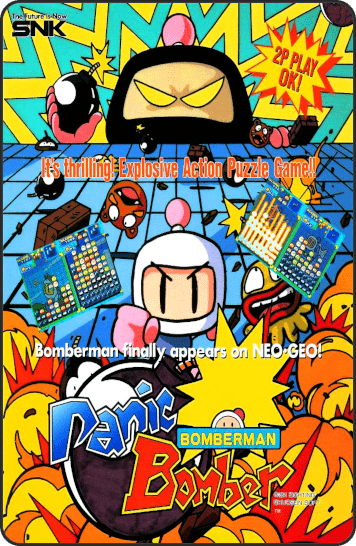 The Future Is Now
SNK
2P PLAY
OK!
It's thrilling! Explosive Action Puzzle Game!!
Bomberman finally appears on NEO•GEO!
Panic
BOMBERMAN
Bomber
TM